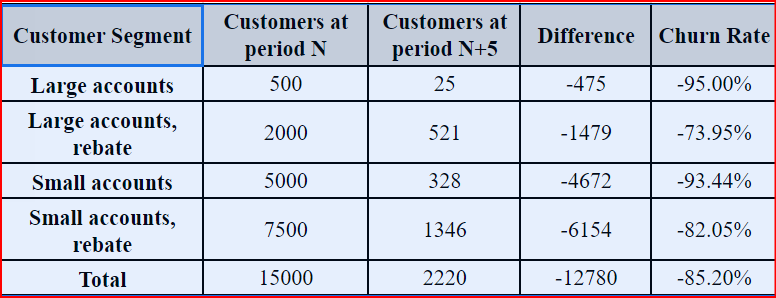 Customer Segment Customers at period N Customers at period N+5 Difference Churn Rate
Large accounts 500 25 -475 -95.00%
Large accounts, rebate 2000 521 -1479 -73.95%
Small accounts 5000 328 -4672 -93.44%
Small accounts, rebate 7500 1346 -6154 -82.05%
Total 15000 2220 -12780 -85.20%